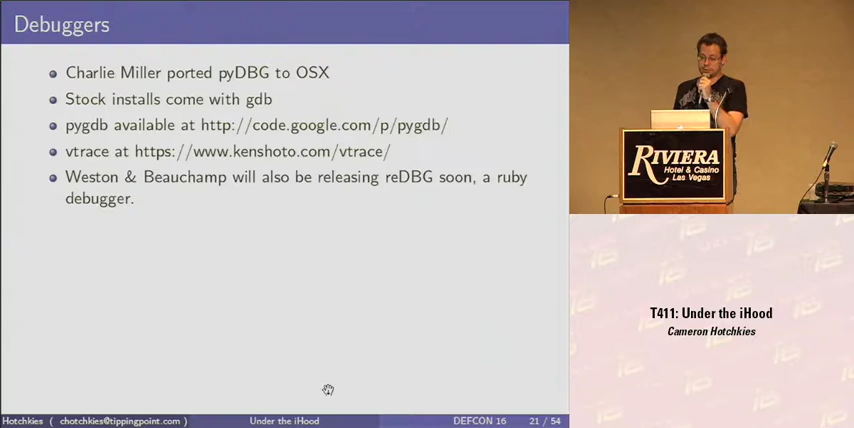 Debuggers
Charlie Miller ported pyDBG to OSX
Stock installs come with gdb
pygdb available at http://code.google.com/p/pygdb/
vtrace at https://www.kenshoto.com/vtrace/
Weston & Beauchamp will also be releasing reDBG soon, a ruby
debugger.
Hotchkies ( chotchkies@tippingpoint.com )
Under the iHood
DEFCON 16
21 / 54
RIVIERA
Hotel & Casino
Las Vegas
T411: Under the iHood
Cameron Hotchkies